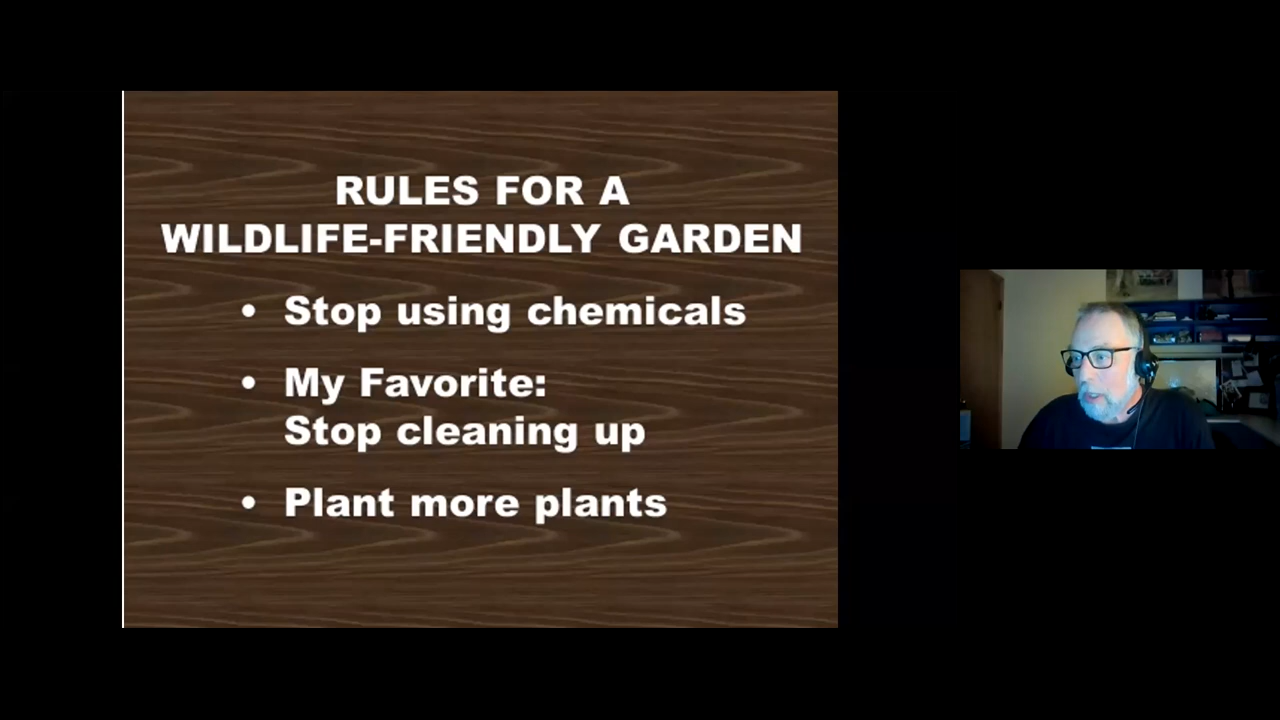 RULES FOR A
WILDLIFE-FRIENDLY GARDEN
• Stop using chemicals
• My Favorite:
Stop cleaning up
• Plant more plants